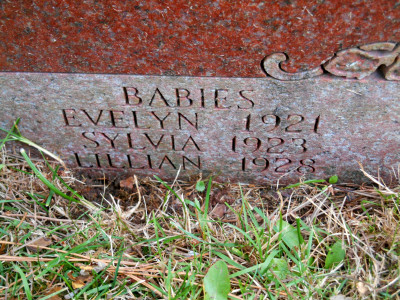 BABIES
EVELYN 1921
SYLVIA 1923
LILLIAN 1928